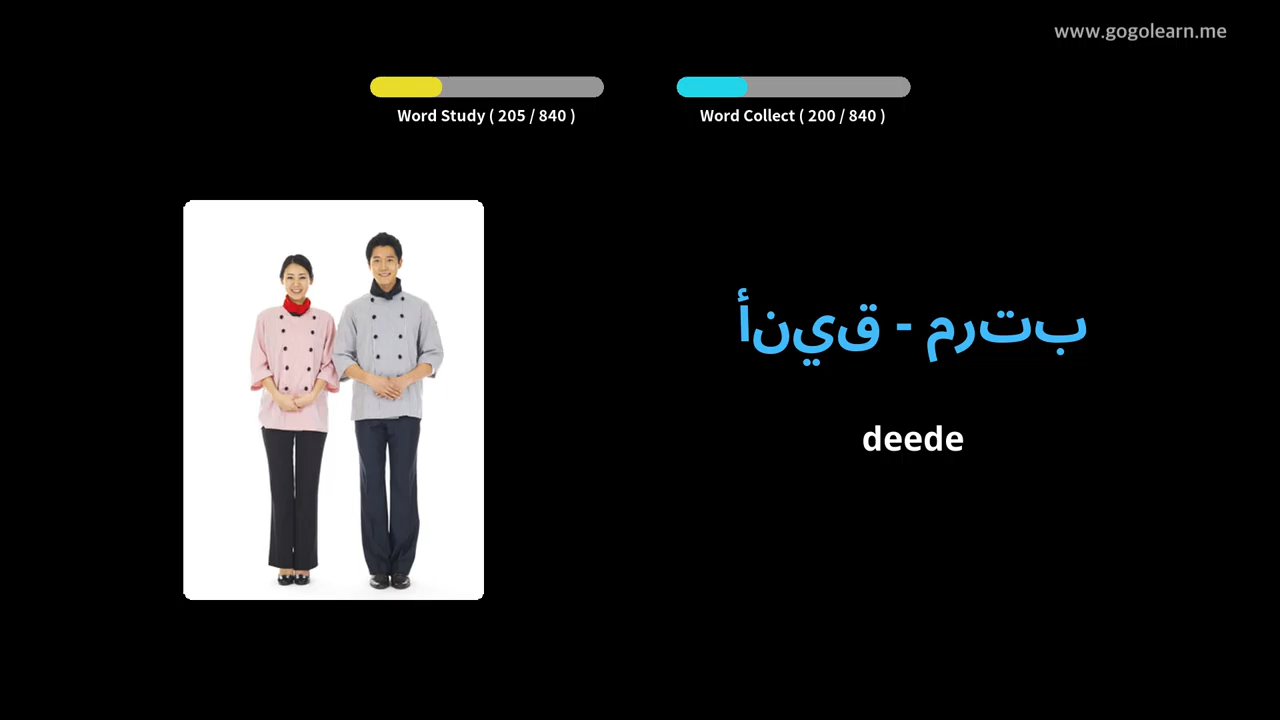 www.gogolearn.me
Word Study ( 205 / 840 )
Word Collect ( 200 / 840 )
أنيق - مرتب
deede